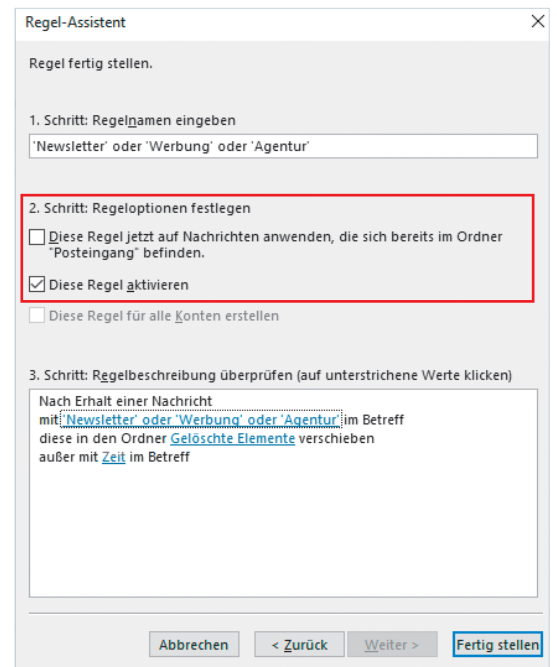 Regel-Assistent
Regel fertig stellen.
1. Schritt: Regelnamen eingeben
'Newsletter' oder 'Werbung' oder 'Agentur'
2. Schritt: Regeloptionen festlegen
Diese Regel jetzt auf Nachrichten anwenden, die sich bereits im Ordner
"Posteingang" befinden.
Diese Regel aktivieren
Diese Regel für alle Konten erstellen
3. Schritt: Regelbeschreibung überprüfen (auf unterstrichene Werte klicken)
Nach Erhalt einer Nachricht
mit 'Newsletter' oder 'Werbung' oder 'Agentur' im Betreff
diese in den Ordner Gelöschte Elemente verschieben
außer mit Zeit im Betreff
Abbrechen < Zurück Weiter > Fertig stellen